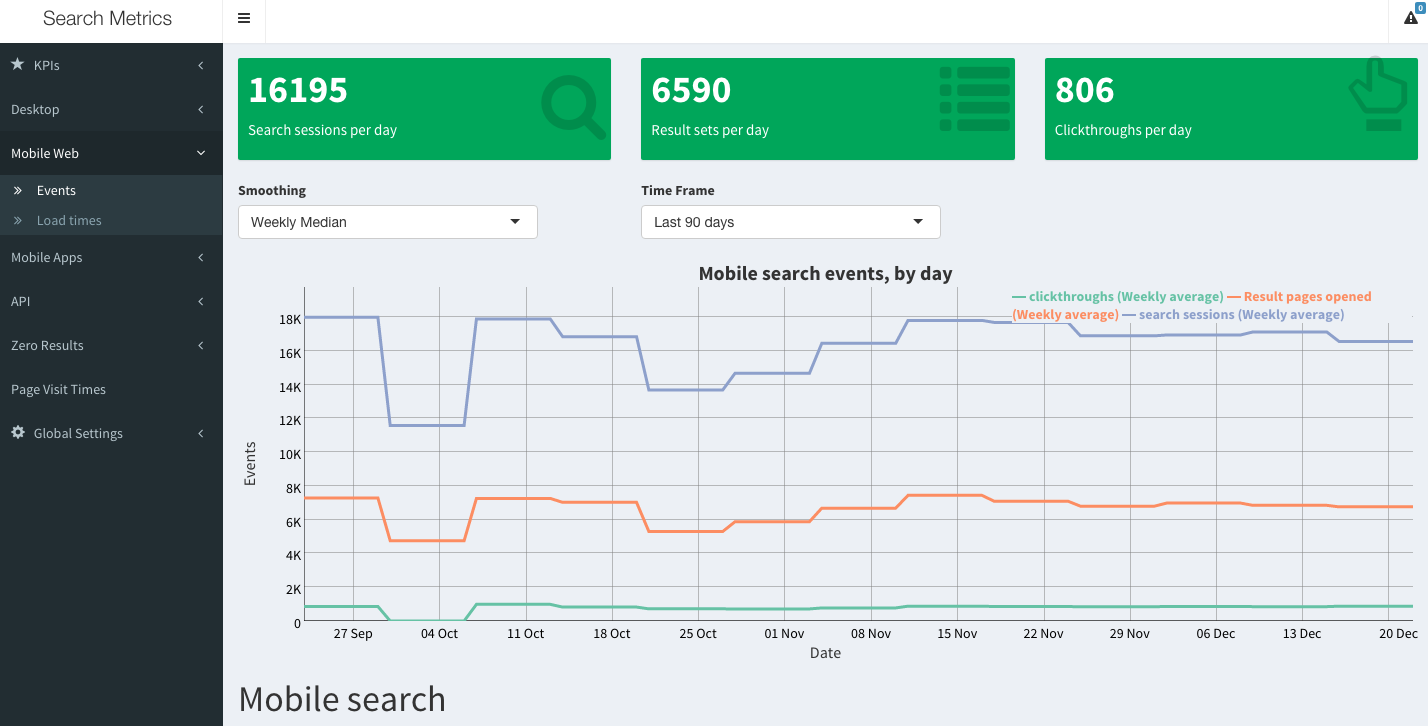 Search Metrics
0
KPIs
Desktop
Mobile Web
Events
Load times
Mobile Apps
API
Zero Results
Page Visit Times
Global Settings
16195
Search sessions per day
6590
Result sets per day
806
Clickthroughs per day
Smoothing
Weekly Median
Time Frame
Last 90 days
Mobile search events, by day
clickthroughs (Weekly average) Result pages opened
(Weekly average) search sessions (Weekly average)
18K
16K
14K
12K
10K
8K
6K
4K
2K
0
Events
27 Sep 04 Oct 11 Oct 18 Oct 25 Oct 01 Nov 08 Nov 15 Nov 22 Nov 29 Nov 06 Dec 13 Dec 20 Dec
Date
Mobile search